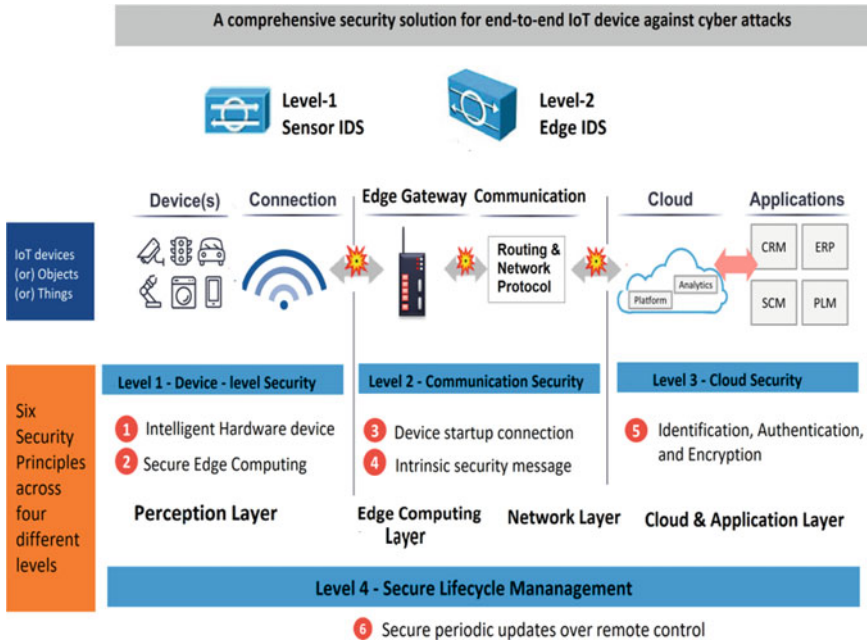 A comprehensive security solution for end-to-end IoT device against cyber attacks
Level-1
Sensor IDS
Level-2
Edge IDS
Device(s)
Connection
Edge Gateway
Communication
Cloud
Applications
IoT devices
(or) Objects
(or) Things
Routing &
Network
Protocol
Platform
Analytics
CRM
ERP
SCM
PLM
Six
Security
Principles
across
four
different
levels
Level 1 - Device - level Security
1 Intelligent Hardware device
2 Secure Edge Computing
Perception Layer
Level 2 - Communication Security
3 Device startup connection
4 Intrinsic security message
Edge Computing
Layer
Network Layer
Level 3 - Cloud Security
5 Identification, Authentication,
and Encryption
Cloud & Application Layer
Level 4 - Secure Lifecycle Mananagement
6 Secure periodic updates over remote control